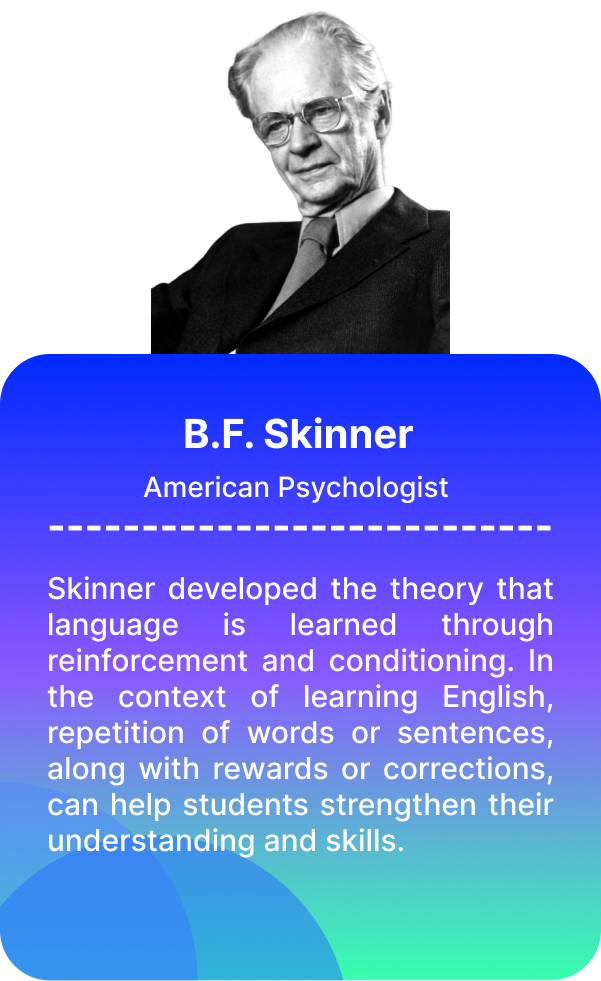 B.F. Skinner
American Psychologist
Skinner developed the theory that
language is learned through
reinforcement and conditioning. In
the context of learning English,
repetition of words or sentences,
along with rewards or corrections,
can help students strengthen their
understanding and skills.